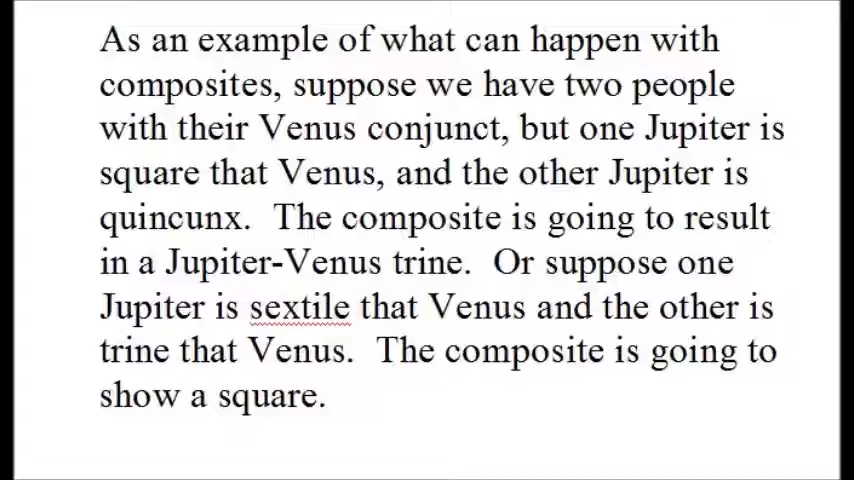 As an example of what can happen with
composites, suppose we have two people
with their Venus conjunct, but one Jupiter is
square that Venus, and the other Jupiter is
quincunx.  The composite is going to result
in a Jupiter-Venus trine.  Or suppose one
Jupiter is sextile that Venus and the other is
trine that Venus.  The composite is going to
show a square.